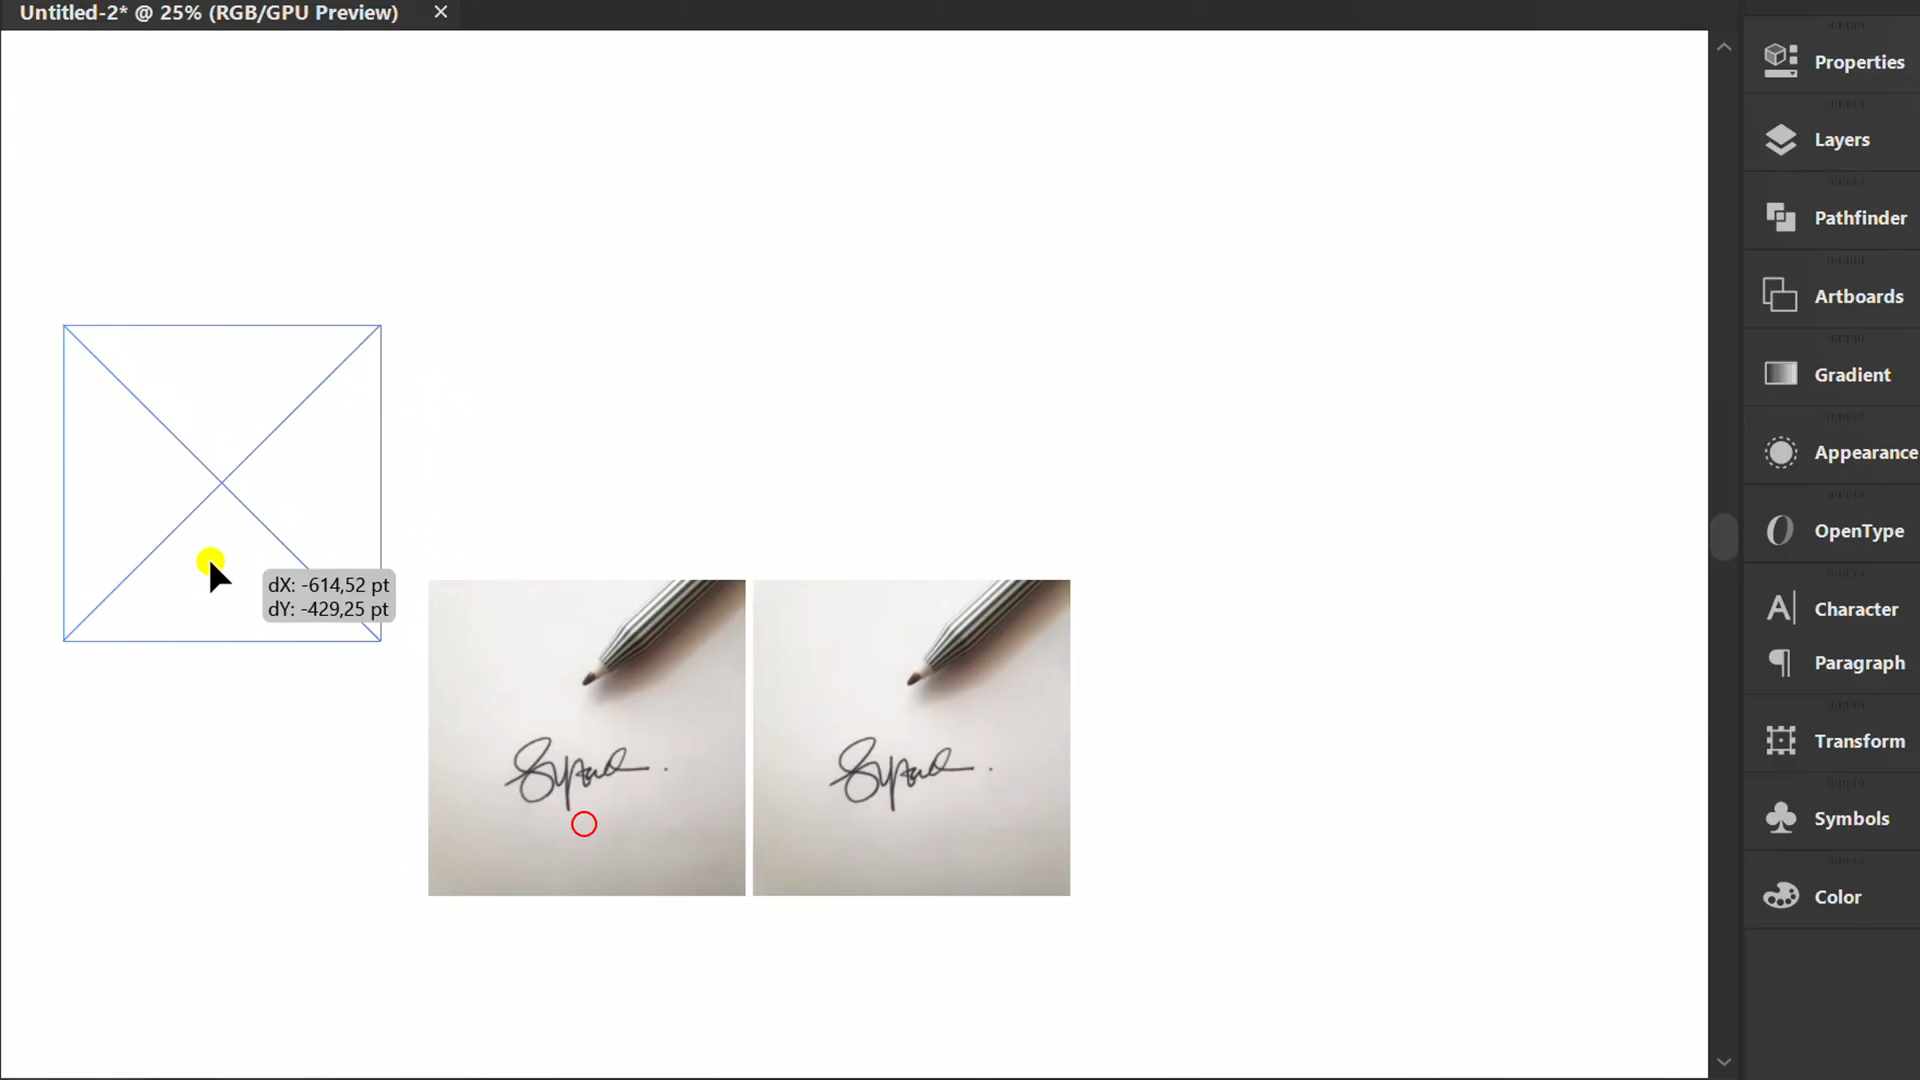 Untitled-2* @ 25% (RGB/GPU Preview) ×
Properties
Layers
Pathfinder
Artboards
Gradient
Appearance
OpenType
Character
Paragraph
Transform
Symbols
Color
dX: -614,52 pt
dY: -429,25 pt